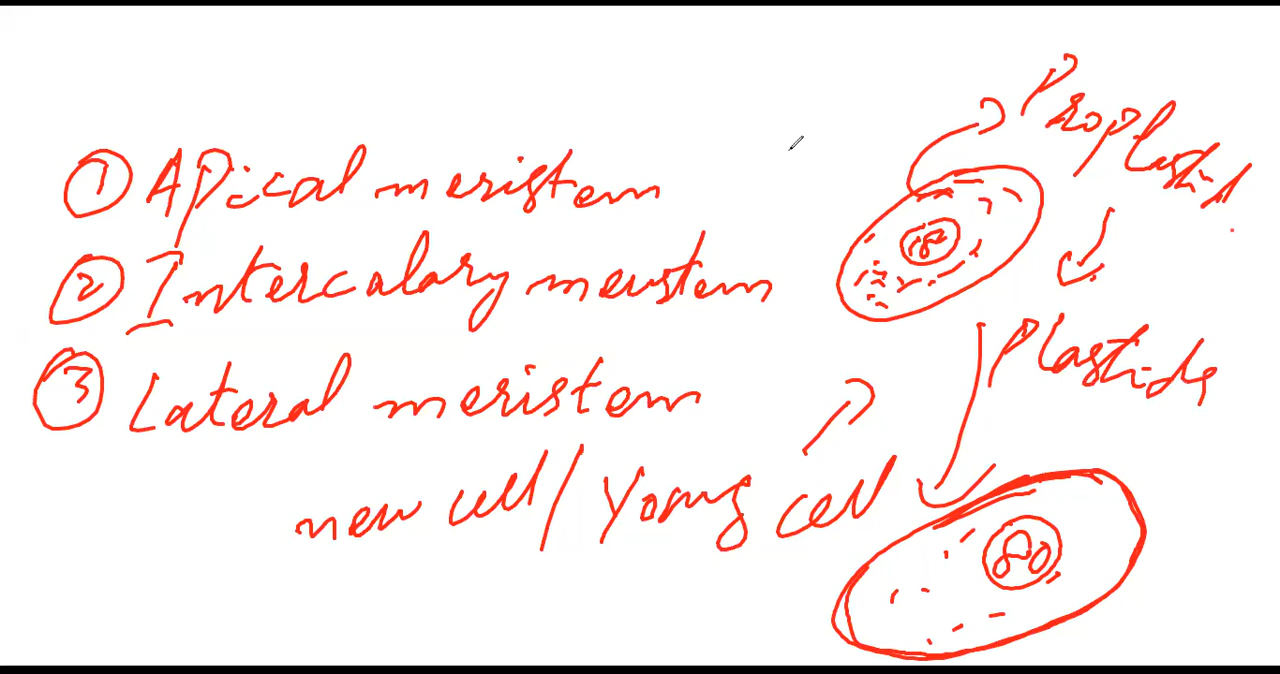 ① Apical meristem
② Intercalary meristem
③ Lateral meristem
new cell / Young cell
Proplastid
Plastids